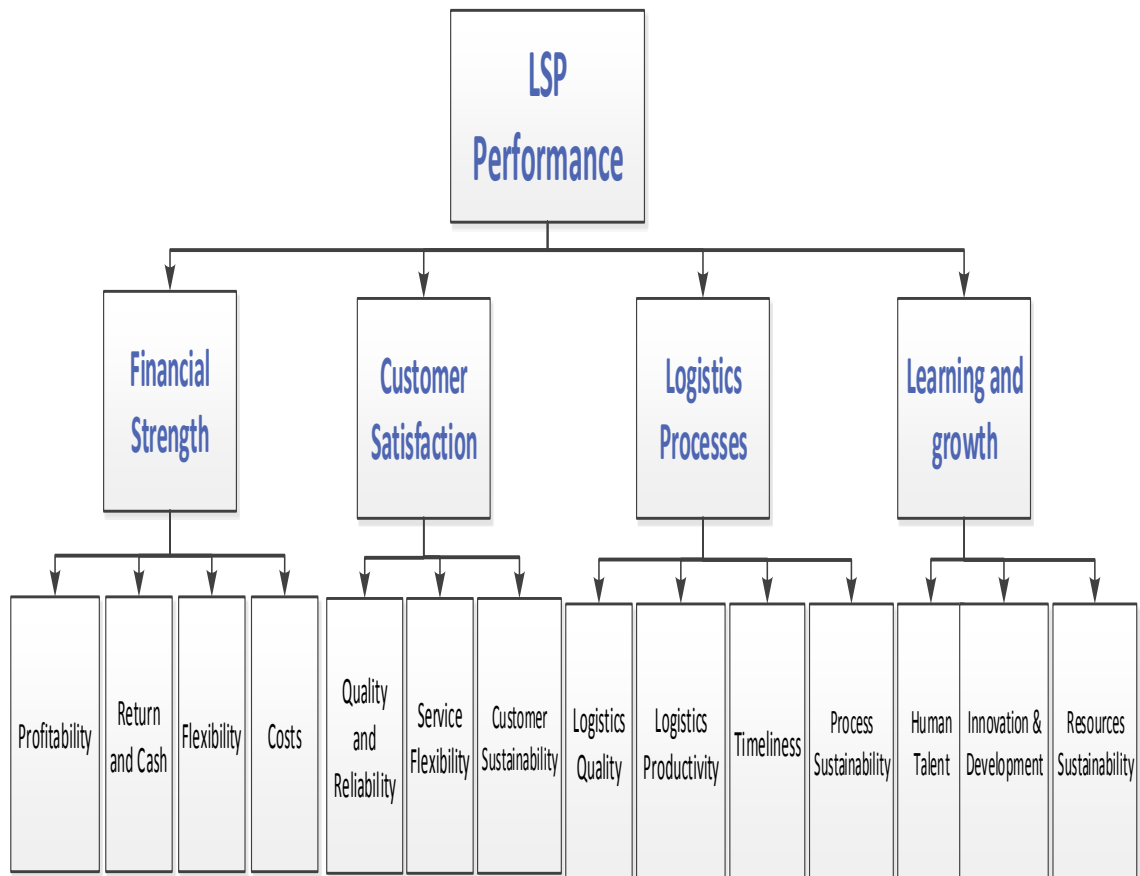 LSP
Performance
Financial
Strength
Customer
Satisfaction
Logistics
Processes
Learning and
growth
Profitability
Return
and Cash
Flexibility
Costs
Quality
and
Reliability
Service
Flexibility
Customer
Sustainability
Logistics
Quality
Logistics
Productivity
Timeliness
Process
Sustainability
Human
Talent
Innovation &
Development
Resources
Sustainability